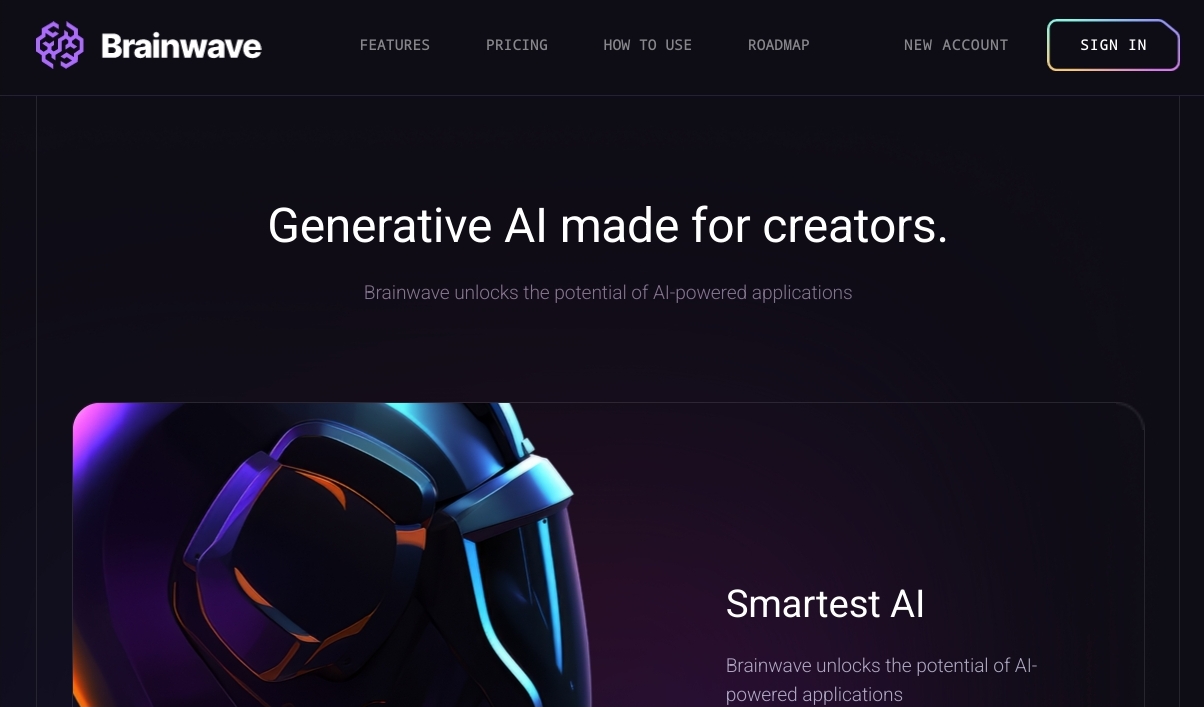 Brainwave
FEATURES
PRICING
HOW TO USE
ROADMAP
NEW ACCOUNT
SIGN IN
Generative AI made for creators.
Brainwave unlocks the potential of AI-powered applications
Smartest AI
Brainwave unlocks the potential of AI-
powered applications